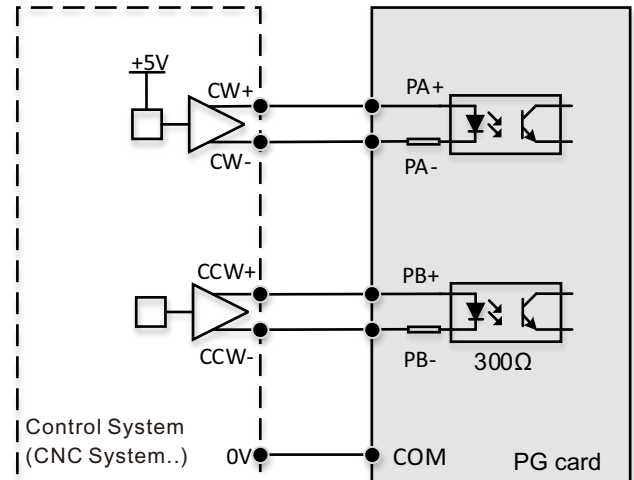 +5V
CW+
PA+
CW-
PA-
CCW+
PB+
CCW-
PB-
300Ω
Control System
(CNC System..)
0V
COM
PG card